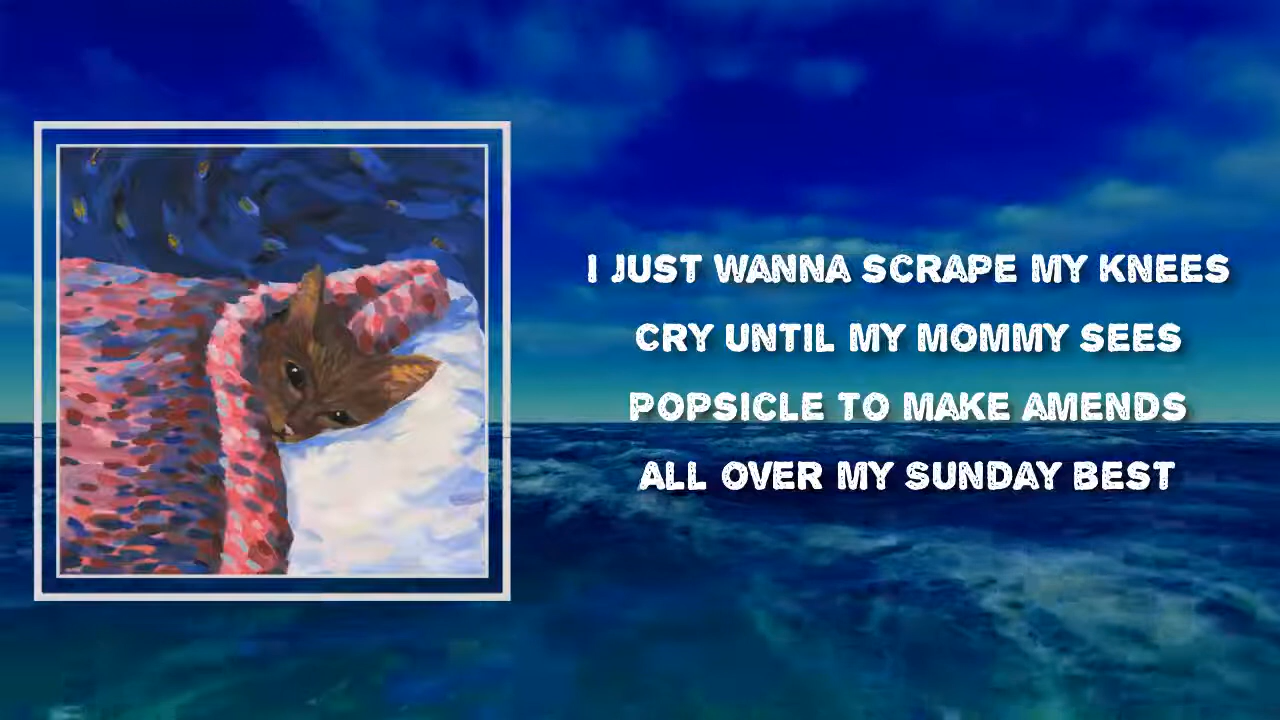 I JUST WANNA SCRAPE MY KNEES
CRY UNTIL MY MOMMY SEES
POPSICLE TO MAKE AMENDS
ALL OVER MY SUNDAY BEST